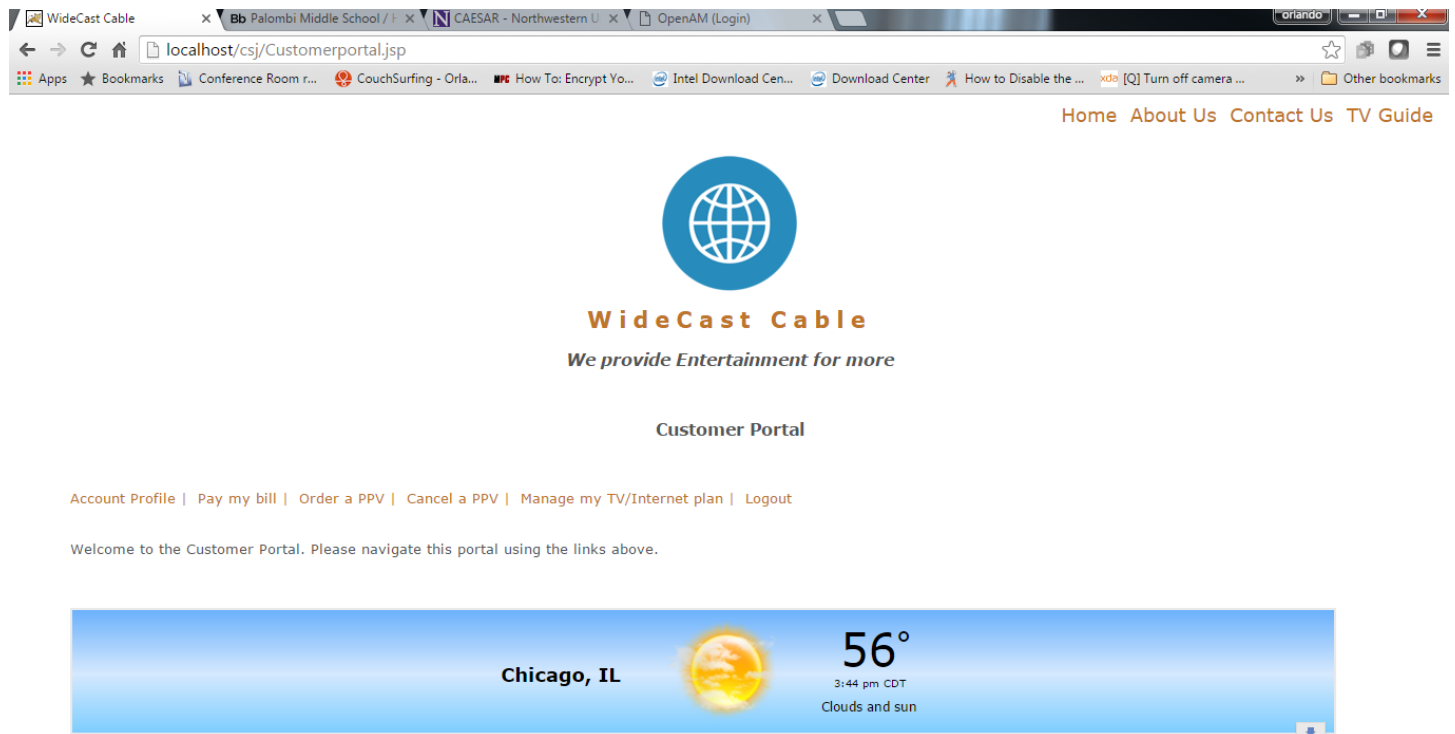 WideCast Cable Bb Palombi Middle School / H N CAESAR - Northwestern U OpenAM (Login) orlando
localhost/csj/Customerportal.jsp
Apps Bookmarks Conference Room r... CouchSurfing - Orla... How To: Encrypt Yo... Intel Download Cen... Download Center How to Disable the ... xda [Q] Turn off camera ... » Other bookmarks
Home About Us Contact Us TV Guide
WideCast Cable
We provide Entertainment for more
Customer Portal
Account Profile | Pay my bill | Order a PPV | Cancel a PPV | Manage my TV/Internet plan | Logout
Welcome to the Customer Portal. Please navigate this portal using the links above.
56°
Chicago, IL
3:44 pm CDT
Clouds and sun